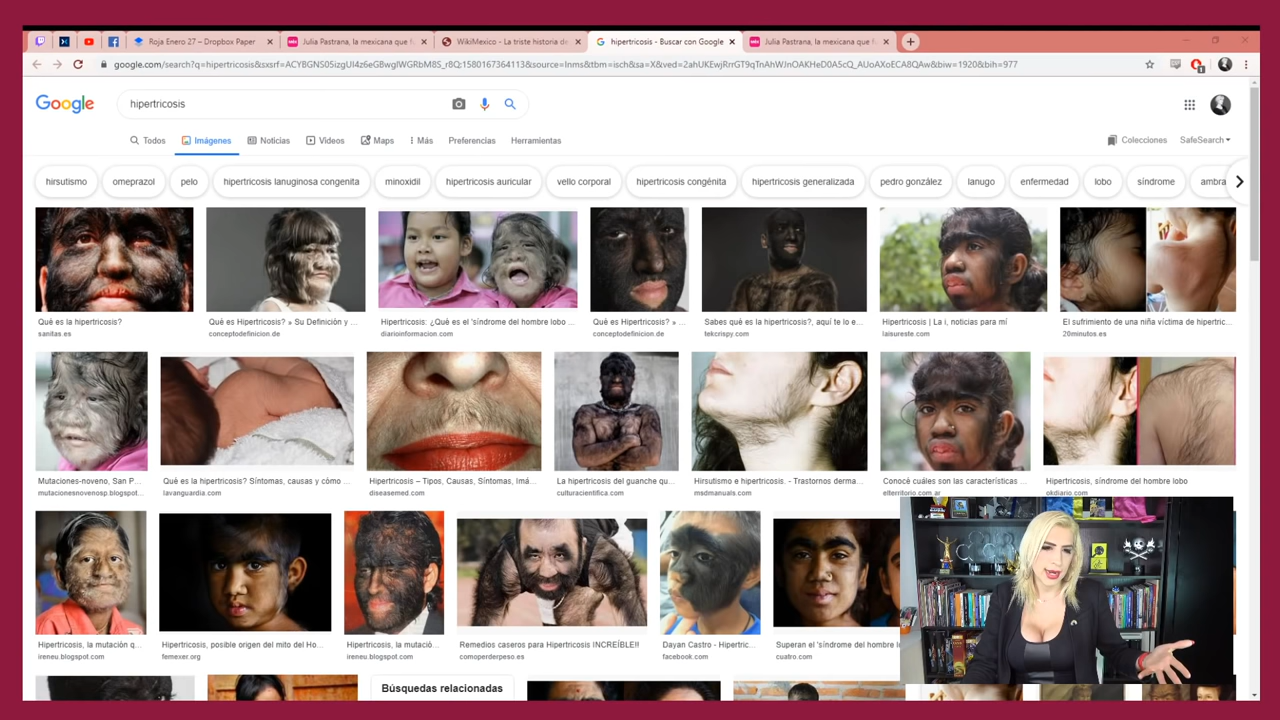 Roja Enero 27 – Dropbox Paper
Julia Pastrana, la mexicana que f
WikiMexico - La triste historia de
hipertricosis - Buscar con Google
Julia Pastrana, la mexicana que f
google.com/search?q=hipertricosis&sxsrf=ACYBGNS05izgUI4z6eGBwglWGRbM8S_r8Q:1580167364113&source=lnms&tbm=isch&sa=X&ved=2ahUKEwjRrrGT9qTnAhWJnOAKHeD0A5cQ_AUoAXoECA8QAw&biw=1920&bih=977
Google
hipertricosis
Todos
Imágenes
Noticias
Videos
Maps
Más
Preferencias
Herramientas
Colecciones
SafeSearch
hirsutismo
omeprazol
pelo
hipertricosis lanuginosa congenita
minoxidil
hipertricosis auricular
vello corporal
hipertricosis congénita
hipertricosis generalizada
pedro gonzález
lanugo
enfermedad
lobo
síndrome
ambra
Qué es la hipertricosis?
Qué es Hipertricosis? » Su Definición y ...
Hipertricosis: ¿Qué es el 'síndrome del hombre lobo ...
Qué es Hipertricosis? » ...
Sabes qué es la hipertricosis?, aquí te lo e...
Hipertricosis | La i, noticias para mí
El sufrimiento de una niña víctima de hipertric...
sanitas.es
conceptodefinicion.de
diarioinformacion.com
conceptodefinicion.de
tekcrispy.com
laisureste.com
20minutos.es
Mutaciones-noveno, San P...
Qué es la hipertricosis? Síntomas, causas y cómo ...
Hipertricosis – Tipos, Causas, Síntomas, Imá...
La hipertricosis del guanche qu...
Hirsutismo e hipertricosis. - Trastornos derma...
Conocé cuáles son las características ...
Hipertricosis, síndrome del hombre lobo
mutacionesnovenosp.blogspot...
lavanguardia.com
diseasemed.com
culturacientifica.com
msdmanuals.com
elterritorio.com.ar
okdiario.com
Hipertricosis, la mutación q...
Hipertricosis, posible origen del mito del Ho...
Hipertricosis, la mutació...
Remedios caseros para Hipertricosis !NCREÍBLE!!
Dayan Castro - Hipertric...
Superan el 'síndrome del hombre l
ireneu.blogspot.com
femexer.org
ireneu.blogspot.com
comoperderpeso.es
facebook.com
cuatro.com
Búsquedas relacionadas